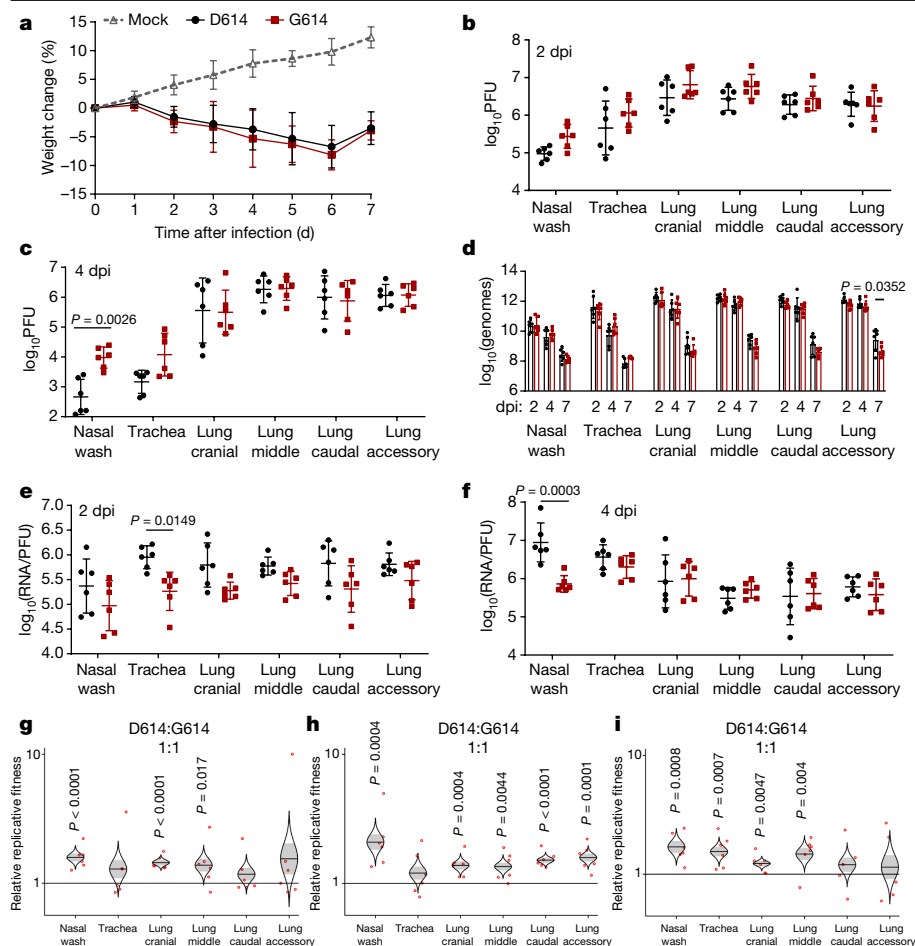 a
Mock D614 G614
Weight change (%)
15
10
5
0
−5
−10
−15
0 1 2 3 4 5 6 7
Time after infection (d)
b
2 dpi
log10PFU
8
7
6
5
4
Nasal wash Trachea Lung cranial Lung middle Lung caudal Lung accessory
c
4 dpi
P = 0.0026
log10PFU
7
6
5
4
3
2
Nasal wash Trachea Lung cranial Lung middle Lung caudal Lung accessory
d
P = 0.0352
log10(genomes)
14
12
10
8
6
dpi: 2 4 7 2 4 7 2 4 7 2 4 7 2 4 7 2 4 7
Nasal wash Trachea Lung cranial Lung middle Lung caudal Lung accessory
e
2 dpi
P = 0.0149
log10(RNA/PFU)
7.0
6.5
6.0
5.5
5.0
4.5
4.0
Nasal wash Trachea Lung cranial Lung middle Lung caudal Lung accessory
f
P = 0.0003
4 dpi
log10(RNA/PFU)
8
7
6
5
4
Nasal wash Trachea Lung cranial Lung middle Lung caudal Lung accessory
g
D614:G614
1:1
Relative replicative fitness
10
1
P < 0.0001
P < 0.0001
P = 0.017
Nasal wash Trachea Lung cranial Lung middle Lung caudal Lung accessory
h
D614:G614
1:1
Relative replicative fitness
10
1
P = 0.0004
P = 0.0004
P = 0.0044
P < 0.0001
P = 0.0001
Nasal wash Trachea Lung cranial Lung middle Lung caudal Lung accessory
i
D614:G614
1:1
Relative replicative fitness
10
1
P = 0.0008
P = 0.0007
P = 0.0047
P = 0.004
Nasal wash Trachea Lung cranial Lung middle Lung caudal Lung accessory